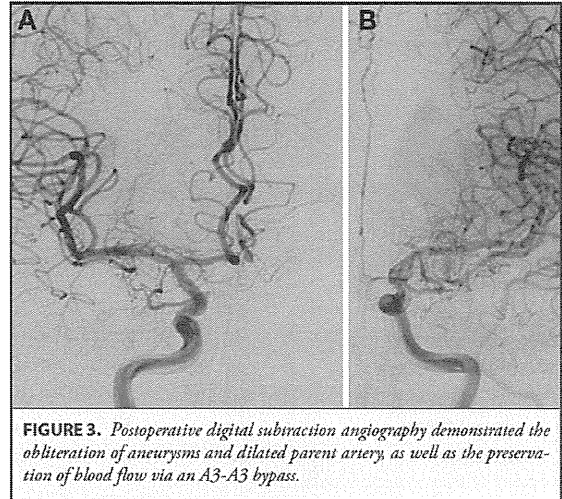 A B
FIGURE 3. Postoperative digital subtraction angiography demonstrated the
obliteration of aneurysms and dilated parent artery, as well as the preserva-
tion of blood flow via an A3-A3 bypass.